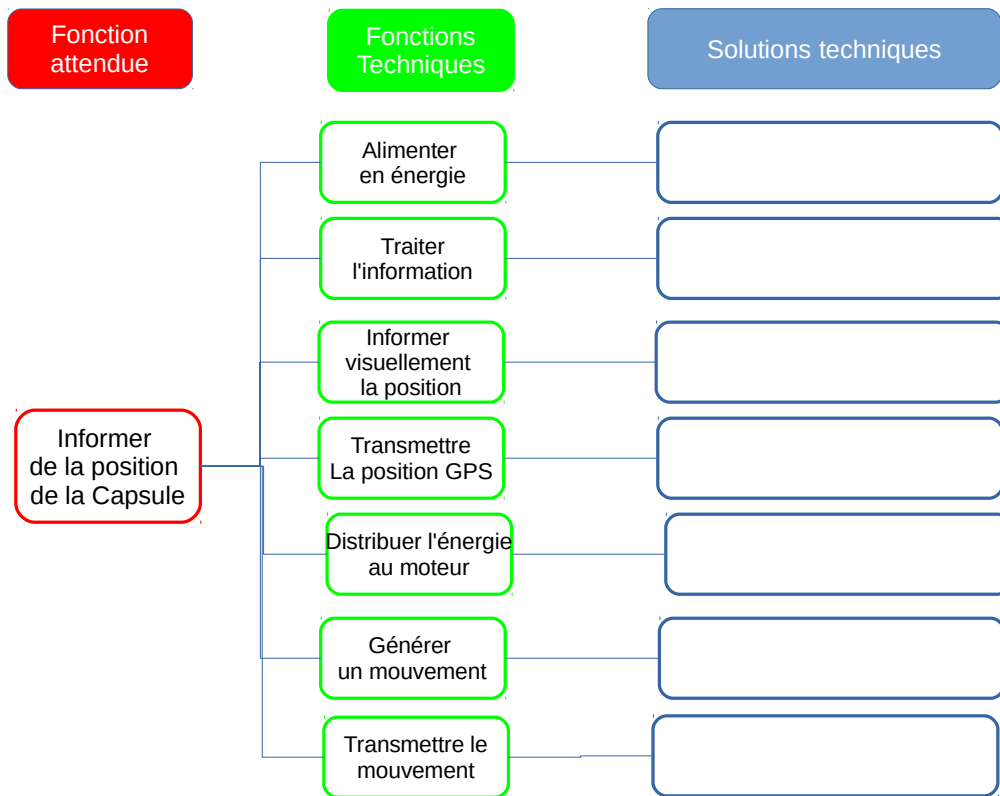 Fonction
attendue
Fonctions
Techniques
Solutions techniques
Alimenter
en énergie
Traiter
l'information
Informer
visuellement
la position
Informer
de la position
de la Capsule
Transmettre
La position GPS
Distribuer l'énergie
au moteur
Générer
un mouvement
Transmettre le
mouvement